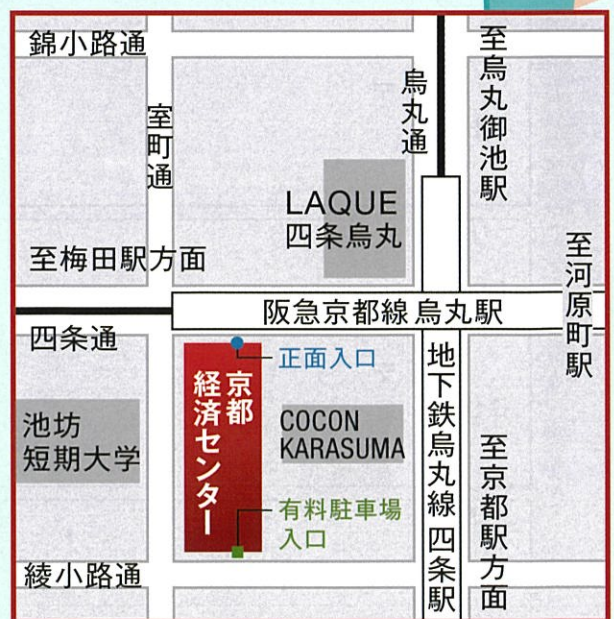 錦小路通
室町通
烏丸通
至烏丸御池駅
LAQUE
四条烏丸
至梅田駅方面
至河原町駅
阪急京都線 烏丸駅
四条通
正面入口
京都
経済センター
池坊
短期大学
COCON
KARASUMA
地下鉄烏丸線 四条駅
至京都駅方面
有料駐車場
入口
綾小路通